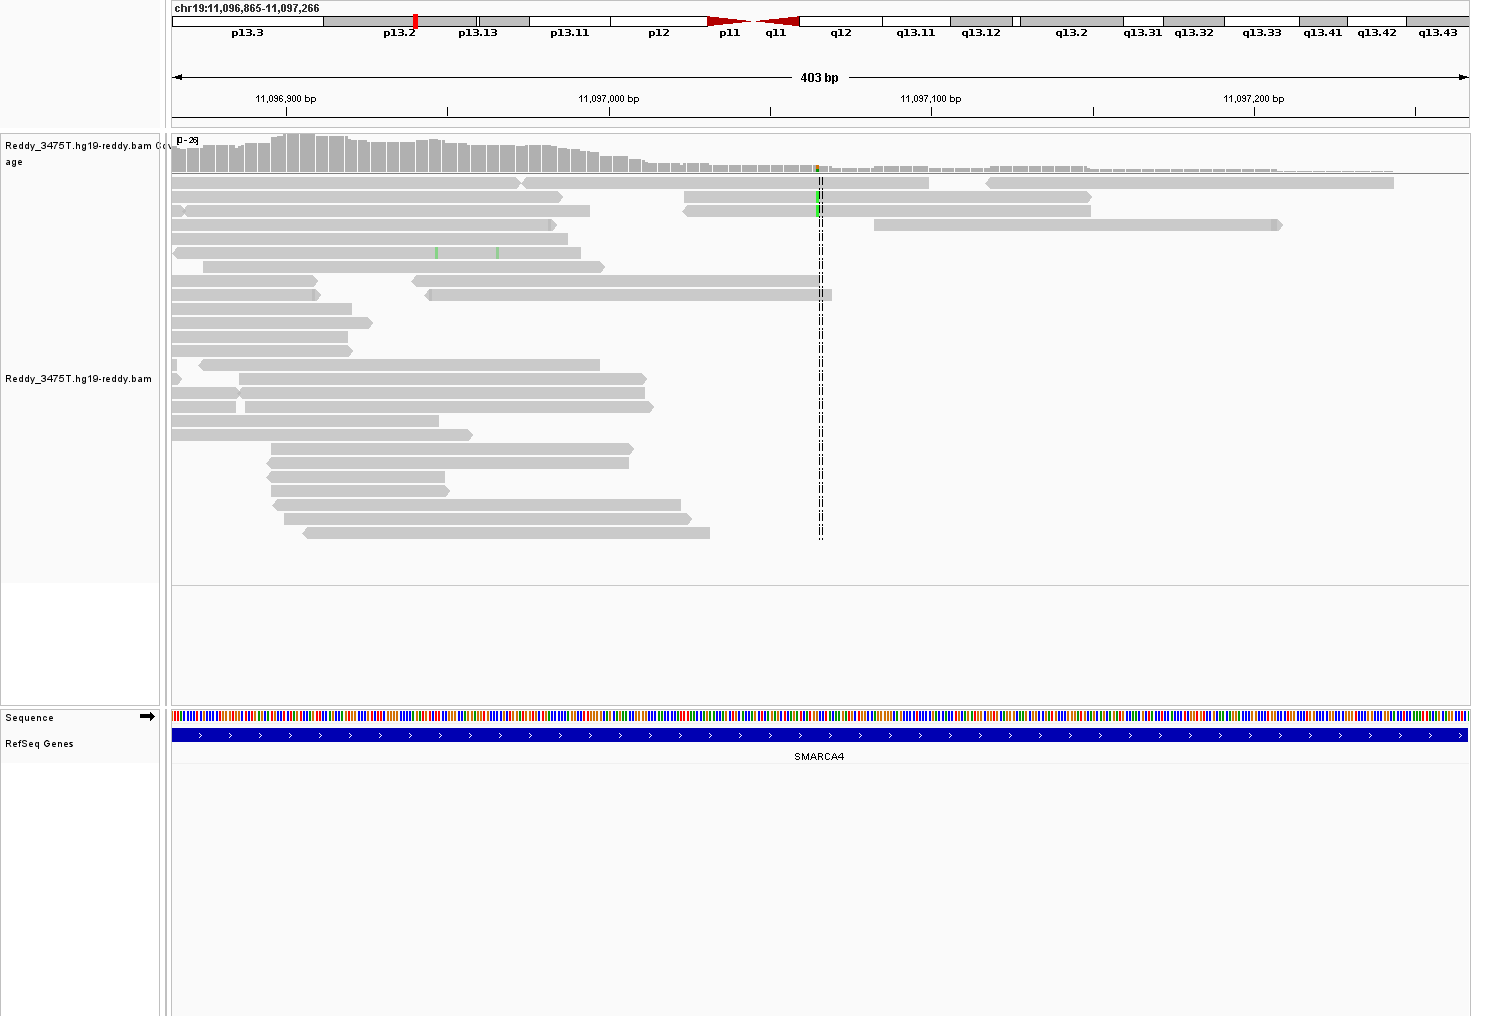 chr19:11,096,865-11,097,266
p13.3 p13.2 p13.13 p13.11 p12 p11 q11 q12 q13.11 q13.12 q13.2 q13.31 q13.32 q13.33 q13.41 q13.42 q13.43
403 bp
11,096,900 bp 11,097,000 bp 11,097,100 bp 11,097,200 bp
[0-26]
Reddy_3475T.hg19-reddy.bam Cov
age
Reddy_3475T.hg19-reddy.bam
Sequence
RefSeq Genes
SMARCA4